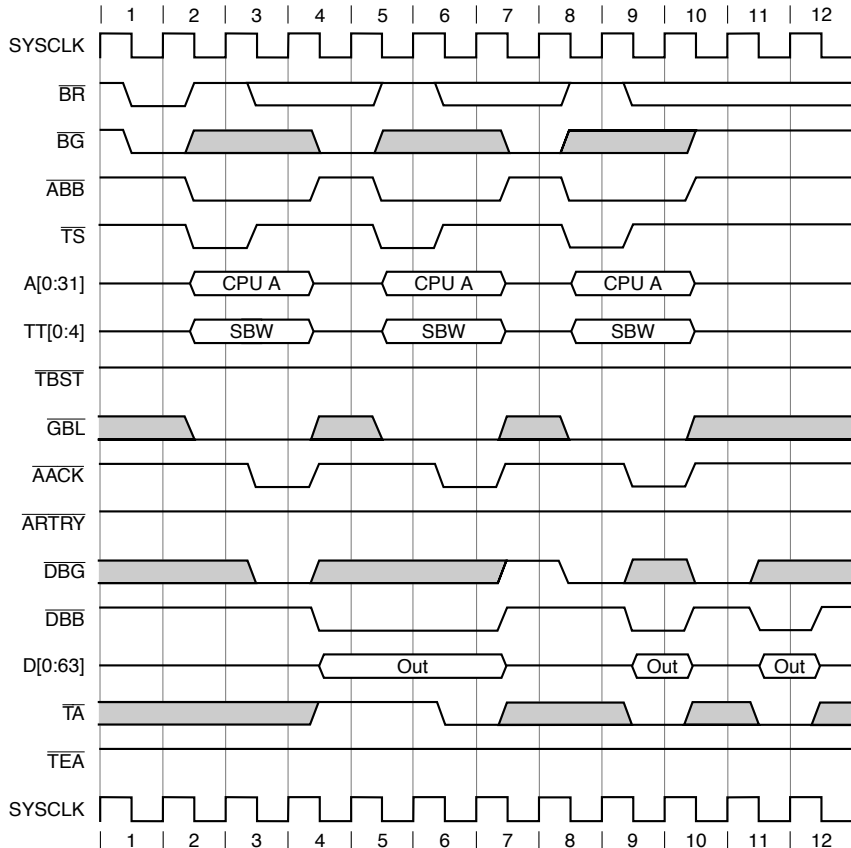 1 2 3 4 5 6 7 8 9 10 11 12
SYSCLK
BR
BG
ABB
TS
A[0:31] CPU A CPU A CPU A
TT[0:4] SBW SBW SBW
TBST
GBL
AACK
ARTRY
DBG
DBB
D[0:63] Out Out Out
TA
TEA
SYSCLK
1 2 3 4 5 6 7 8 9 10 11 12